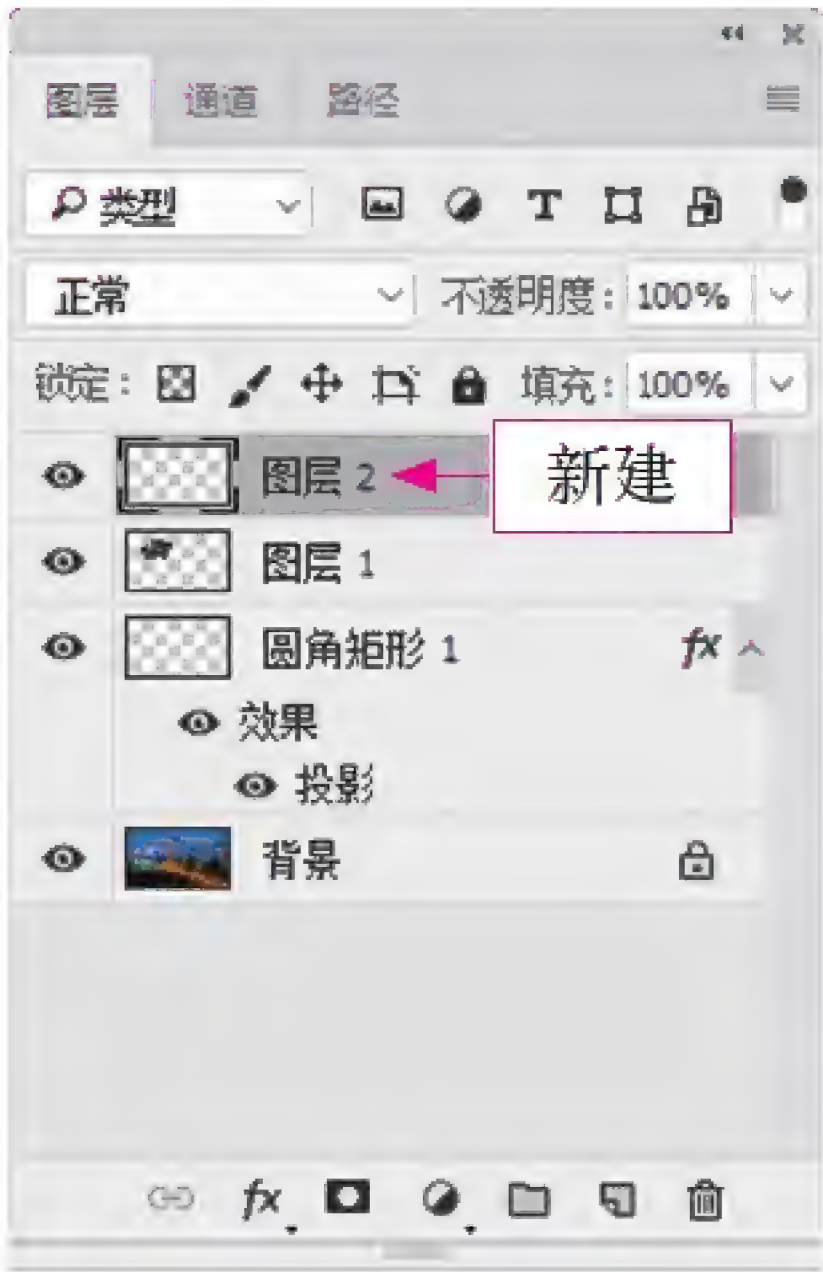 图层 通道 路径
类型 T
正常 不透明度: 100%
锁定: 填充: 100%
图层 2 新建
图层 1
圆角矩形 1 fx
效果
投影
背景
fx